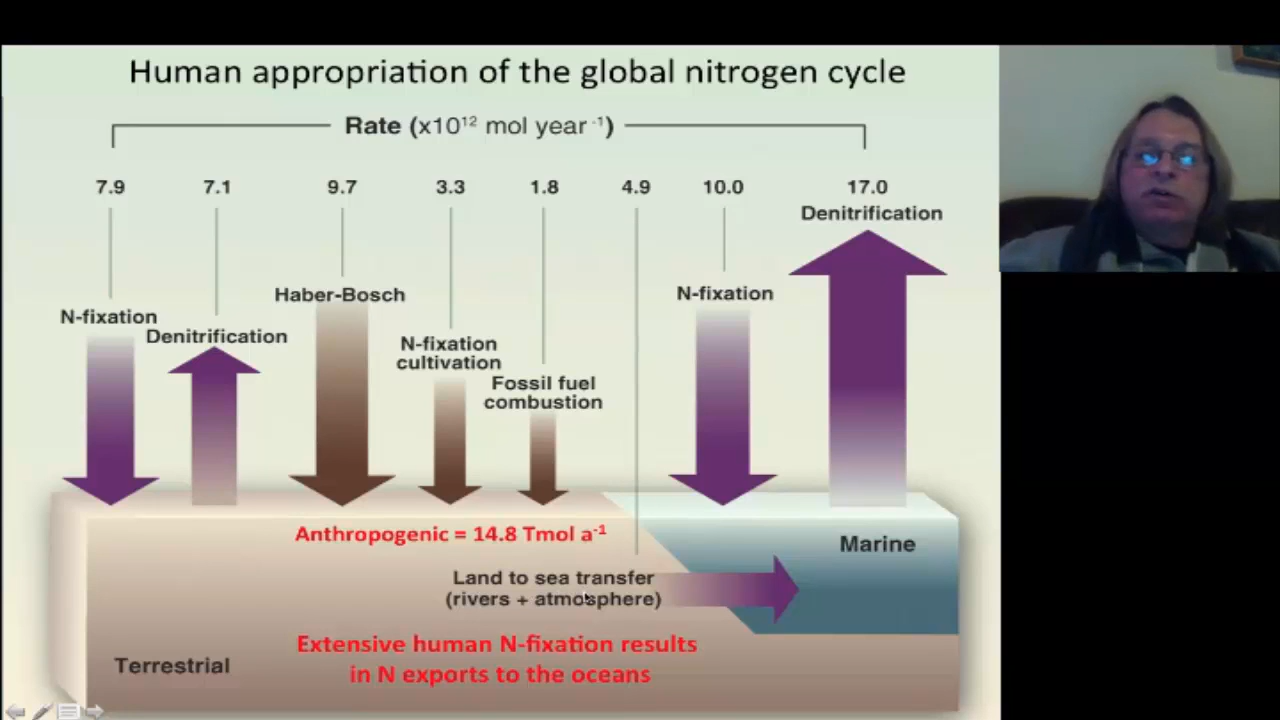 Human appropriation of the global nitrogen cycle
Rate (x10¹² mol year ⁻¹)
7.9 7.1 9.7 3.3 1.8 4.9 10.0 17.0
Denitrification
N-fixation
Haber-Bosch
N-fixation
Denitrification
N-fixation
cultivation
Fossil fuel
combustion
Anthropogenic = 14.8 Tmol a⁻¹
Marine
Land to sea transfer
(rivers + atmosphere)
Extensive human N-fixation results
in N exports to the oceans
Terrestrial